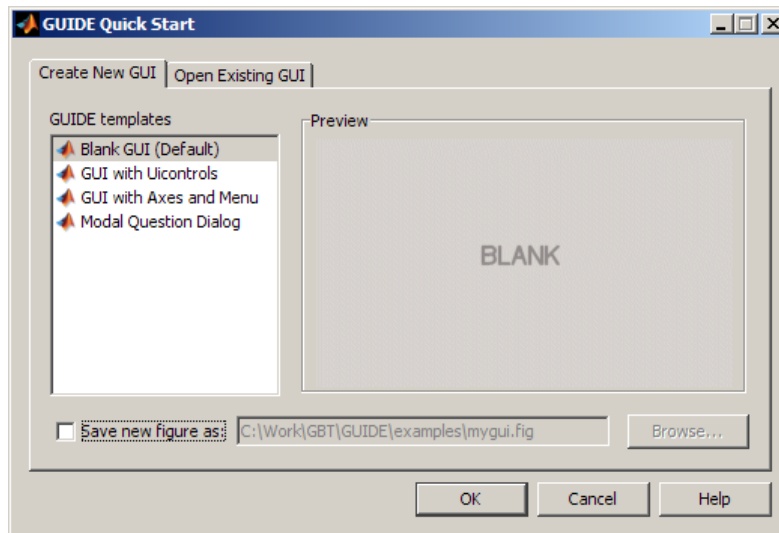 GUIDE Quick Start
Create New GUI
Open Existing GUI
GUIDE templates
Preview
Blank GUI (Default)
GUI with Uicontrols
GUI with Axes and Menu
Modal Question Dialog
BLANK
Save new figure as:
C:\Work\GBT\GUIDE\examples\mygui.fig
Browse...
OK
Cancel
Help